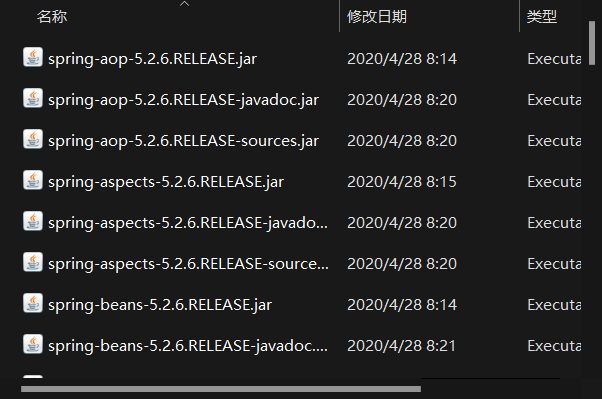 名称 修改日期 类型
spring-aop-5.2.6.RELEASE.jar 2020/4/28 8:14 Executa
spring-aop-5.2.6.RELEASE-javadoc.jar 2020/4/28 8:20 Executa
spring-aop-5.2.6.RELEASE-sources.jar 2020/4/28 8:20 Executa
spring-aspects-5.2.6.RELEASE.jar 2020/4/28 8:15 Executa
spring-aspects-5.2.6.RELEASE-javado... 2020/4/28 8:20 Executa
spring-aspects-5.2.6.RELEASE-source... 2020/4/28 8:20 Executa
spring-beans-5.2.6.RELEASE.jar 2020/4/28 8:14 Executa
spring-beans-5.2.6.RELEASE-javadoc.... 2020/4/28 8:21 Executa